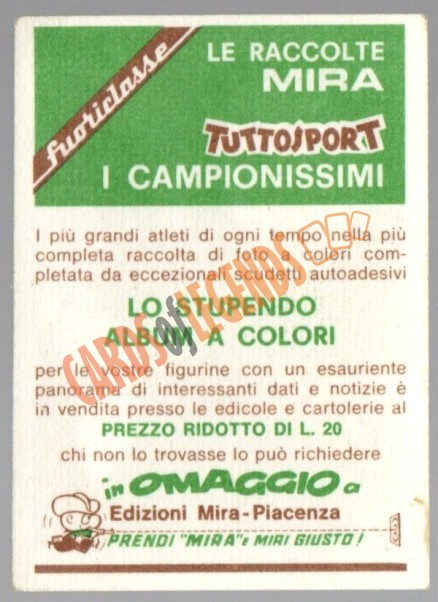 fuoriclasse
LE RACCOLTE
MIRA
TUTTOSPORT
I CAMPIONISSIMI
I più grandi atleti di ogni tempo nella più
completa raccolta di foto a colori com-
pletata da eccezionali scudetti autoadesivi
LO STUPENDO
ALBUM A COLORI
per le vostre figurine con un esauriente
panorama di interessanti dati e notizie è
in vendita presso le edicole e cartolerie al
PREZZO RIDOTTO DI L. 20
chi non lo trovasse lo può richiedere
in OMAGGIO a
Edizioni Mira-Piacenza
PRENDI "MIRA" E MIRI GIUSTO!
CARDS of LEGENDS